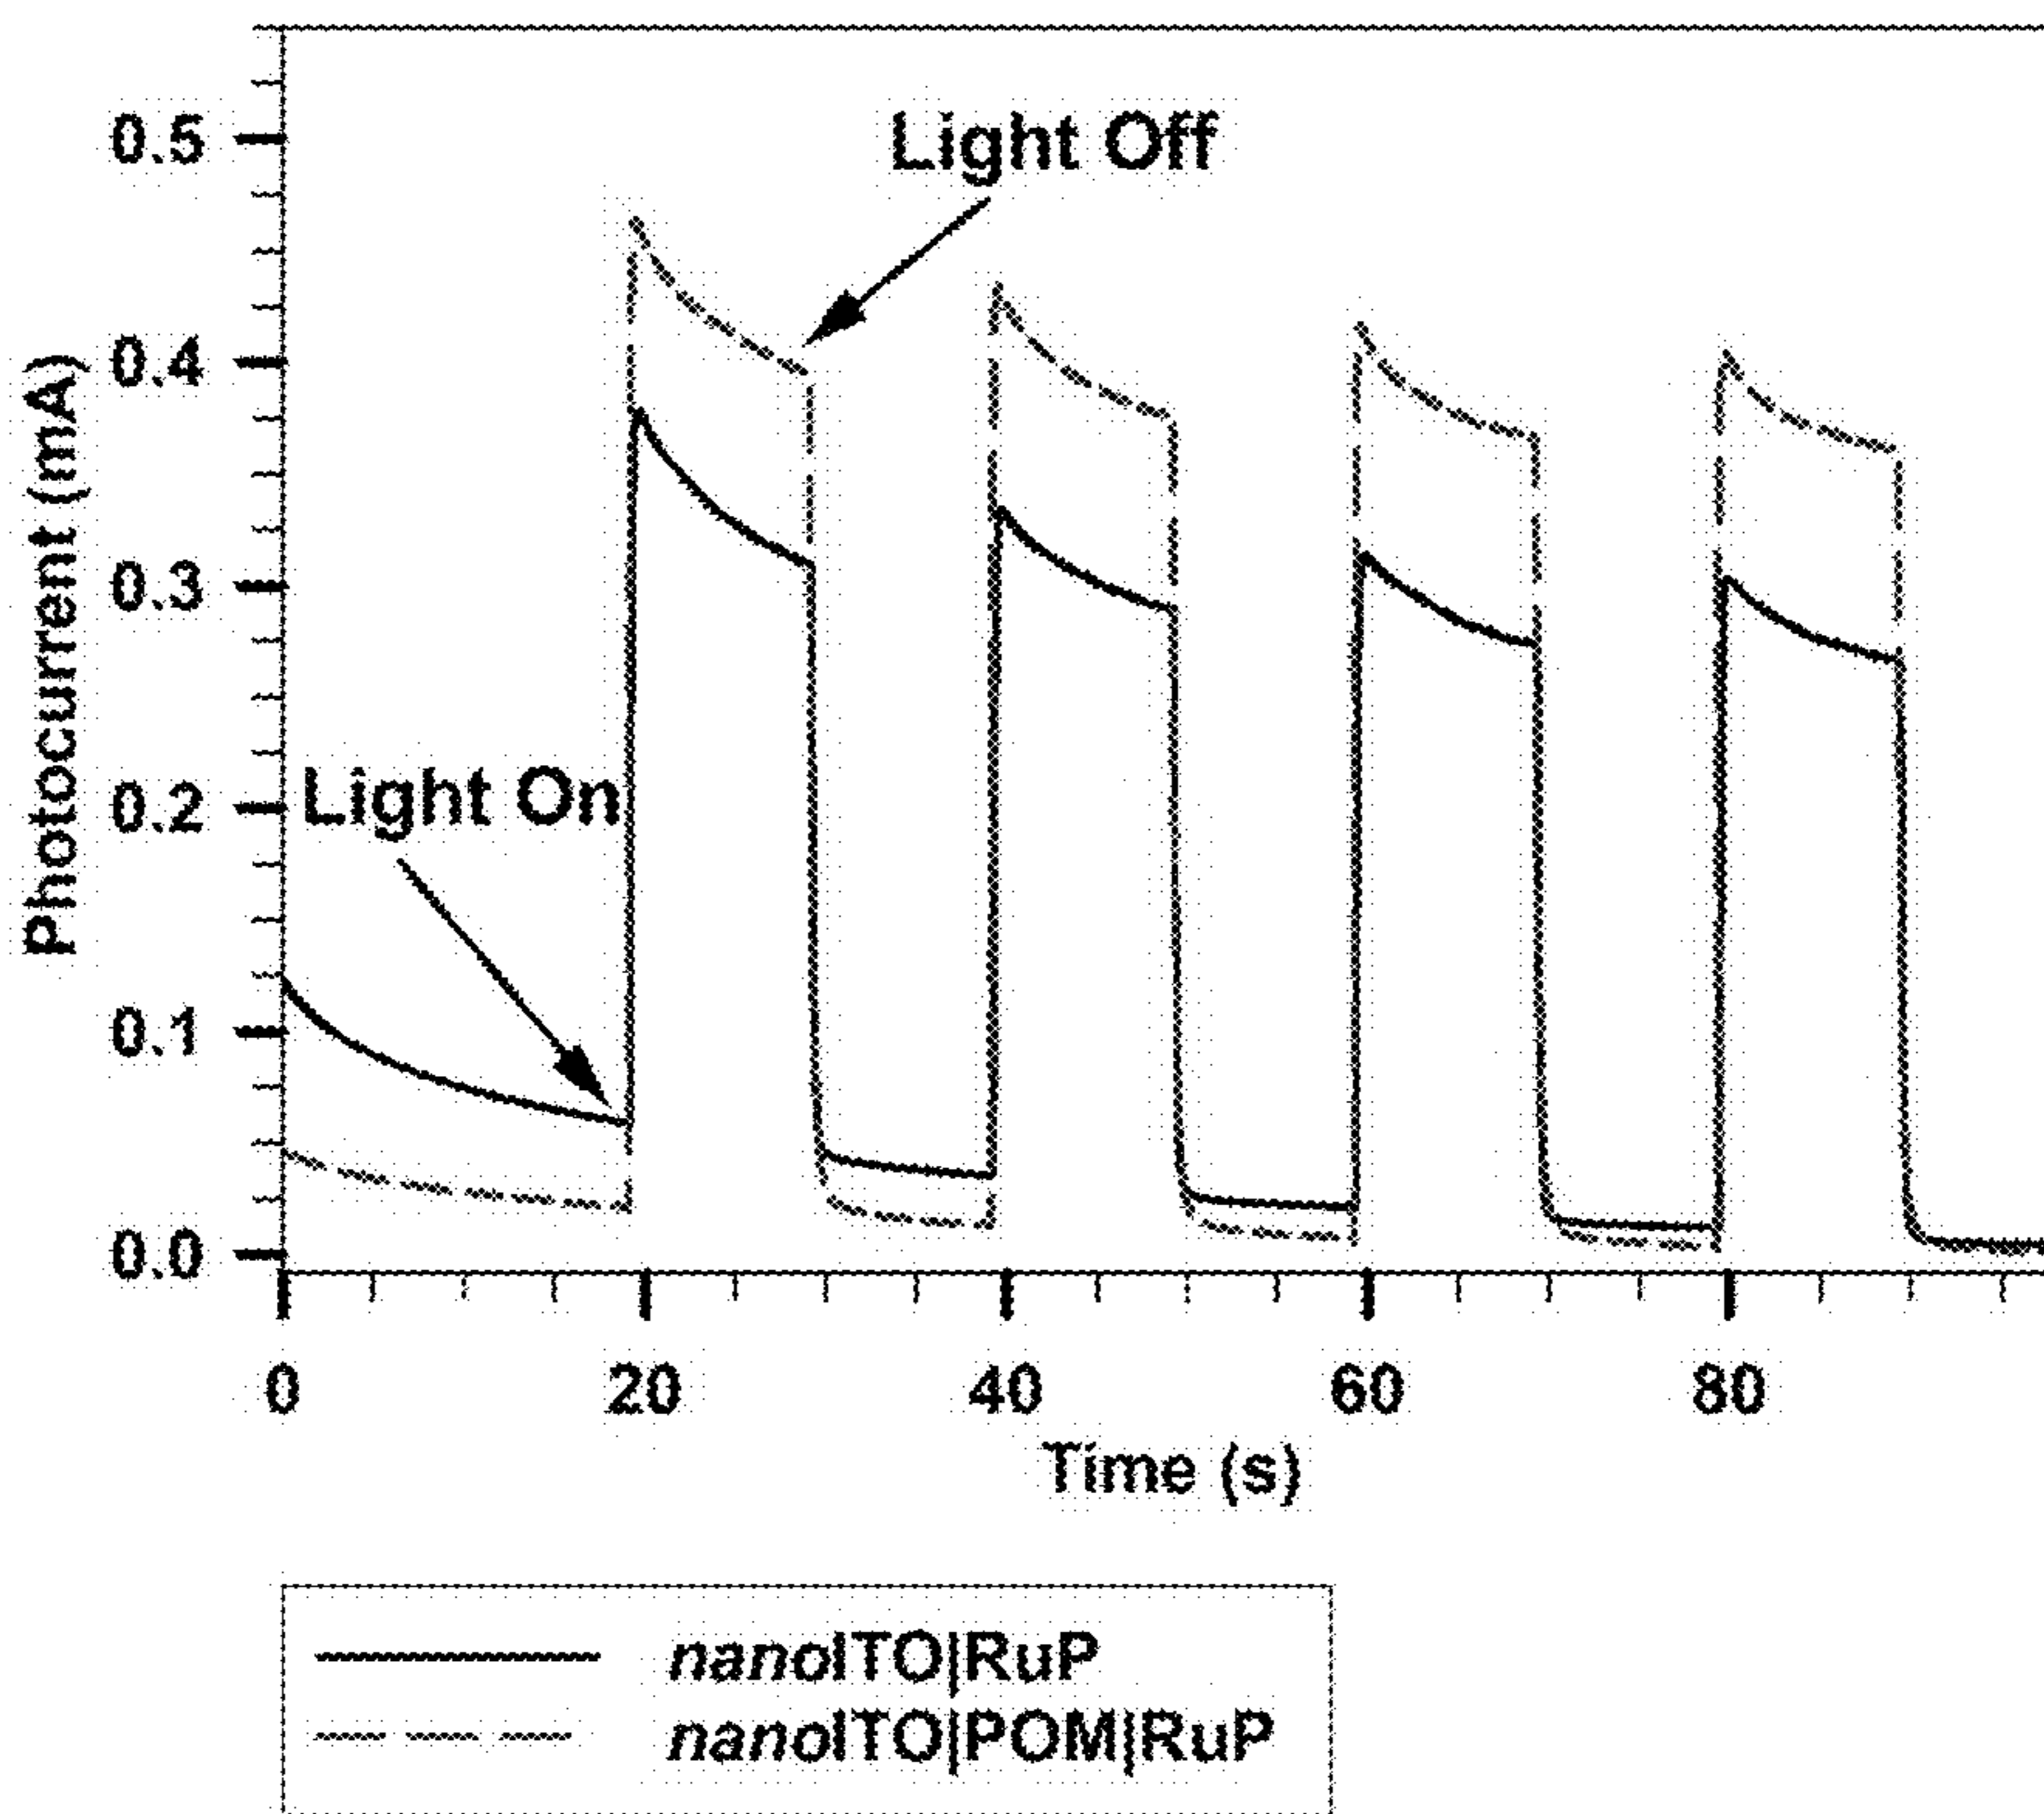 0.5
Light Off
0.4
Photocurrent (mA)
0.3
Light On
0.2
0.1
0.0
0 20 40 60 80
Time (s)
nanoITO|RuP
nanoITO|POM|RuP